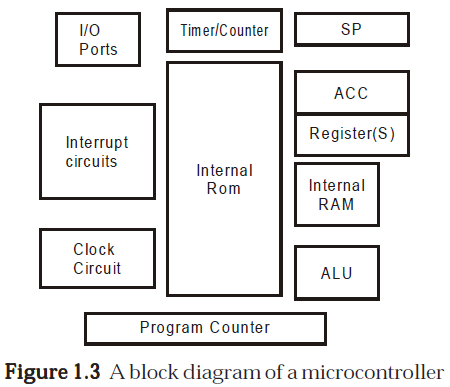 I/O
Ports
Timer/Counter
SP
ACC
Register(S)
Interrupt
circuits
Internal
Rom
Internal
RAM
Clock
Circuit
ALU
Program Counter
Figure 1.3 A block diagram of a microcontroller